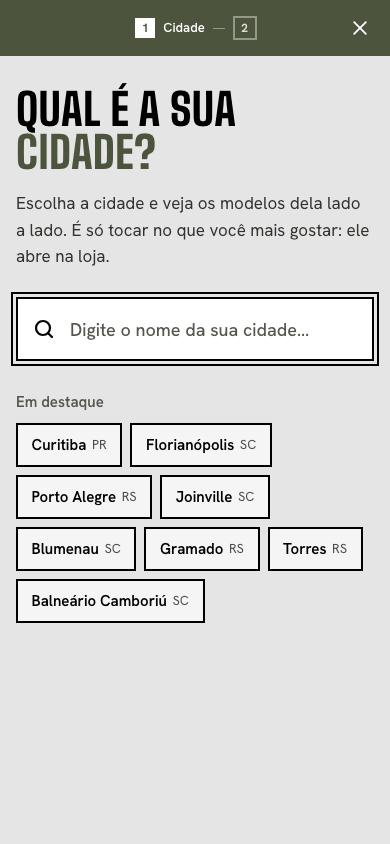 1 Cidade — 2
QUAL É A SUA
CIDADE?
Escolha a cidade e veja os modelos dela lado
a lado. É só tocar no que você mais gostar: ele
abre na loja.
Digite o nome da sua cidade...
Em destaque
Curitiba PR Florianópolis SC
Porto Alegre RS Joinville SC
Blumenau SC Gramado RS Torres RS
Balneário Camboriú SC